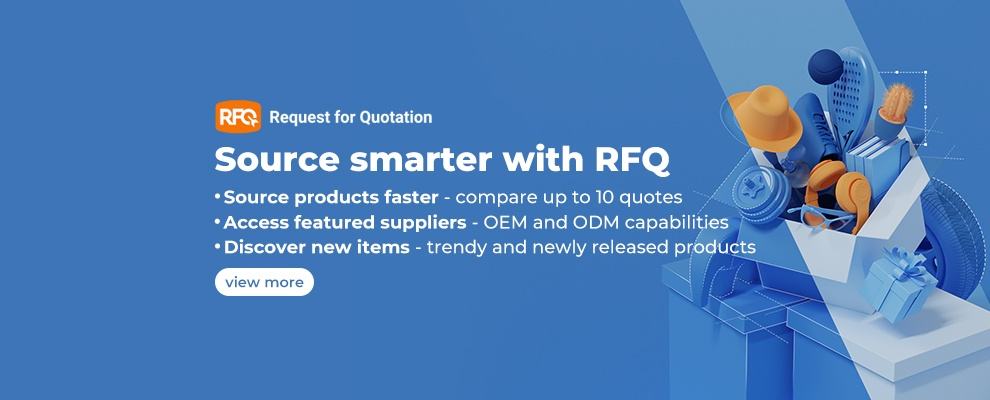 RFQ Request for Quotation
Source smarter with RFQ
• Source products faster - compare up to 10 quotes
• Access featured suppliers - OEM and ODM capabilities
• Discover new items - trendy and newly released products
view more